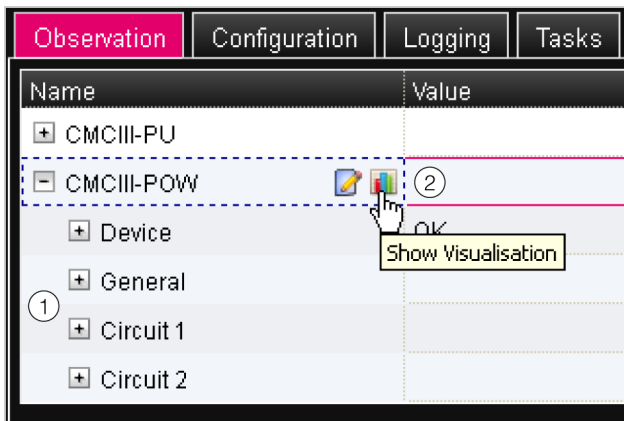 Observation Configuration Logging Tasks
Name Value
CMCIII-PU
CMCIII-POW 2
Device OK
Show Visualisation
General
1
Circuit 1
Circuit 2